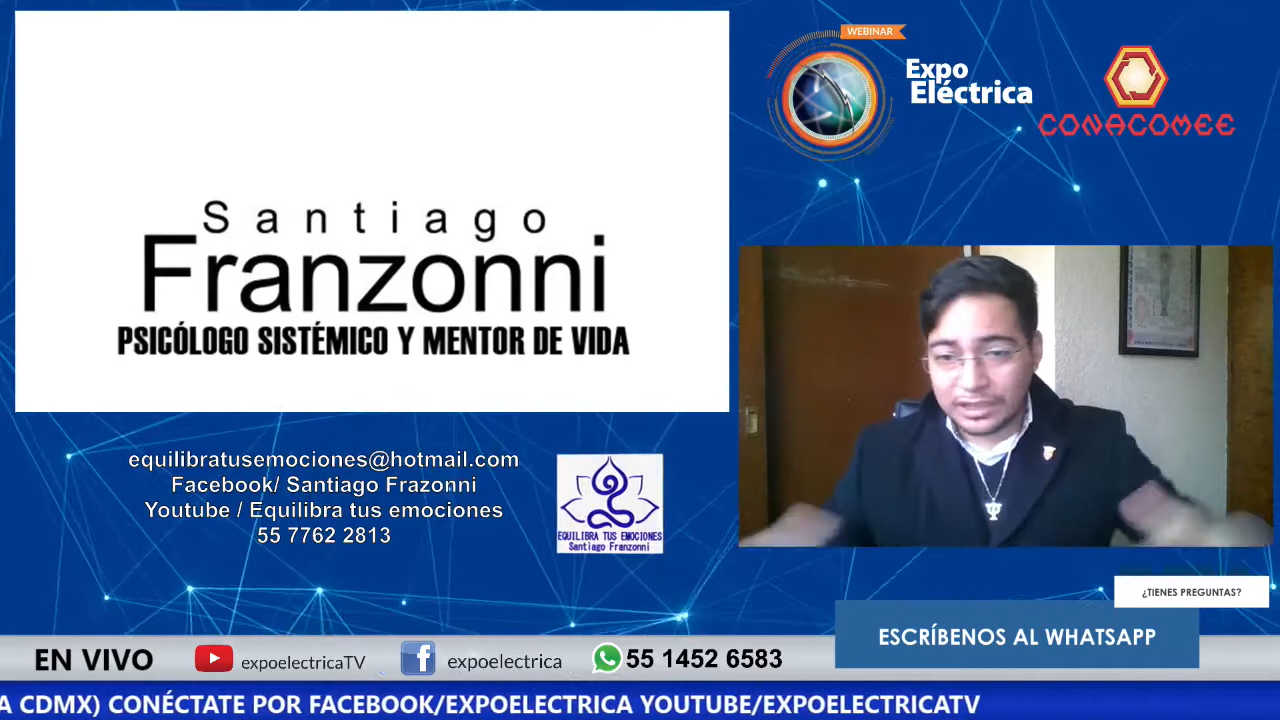 WEBINAR
Expo
Eléctrica
CONACOMEE
Santiago
Franzonni
PSICÓLOGO SISTÉMICO Y MENTOR DE VIDA
equilibratusemociones@hotmail.com
Facebook/ Santiago Frazonni
Youtube / Equilibra tus emociones
55 7762 2813
EQUILIBRA TUS EMOCIONES
Santiago Franzonni
¿TIENES PREGUNTAS?
ESCRÍBENOS AL WHATSAPP
EN VIVO
expoelectricaTV
expoelectrica
55 1452 6583
A CDMX) CONÉCTATE POR FACEBOOK/EXPOELECTRICA YOUTUBE/EXPOELECTRICATV